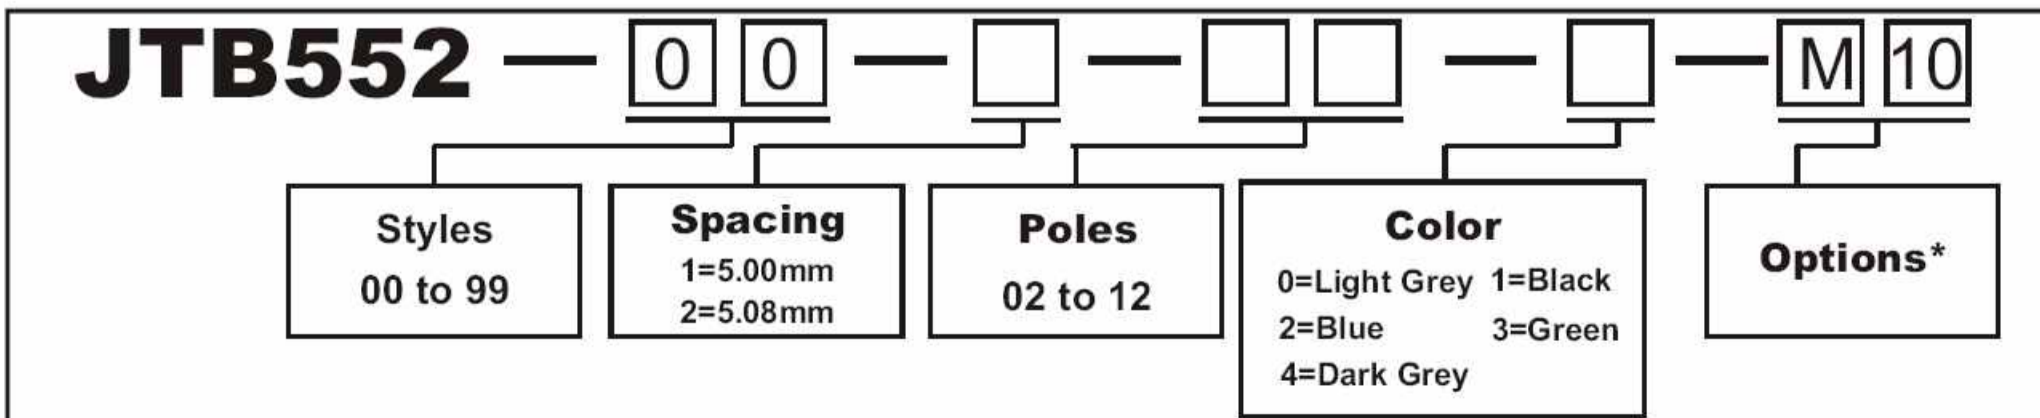 JTB552 — 0 0 — — — — M 10
Styles
00 to 99
Spacing
1=5.00mm
2=5.08mm
Poles
02 to 12
Color
0=Light Grey 1=Black
2=Blue 3=Green
4=Dark Grey
Options*